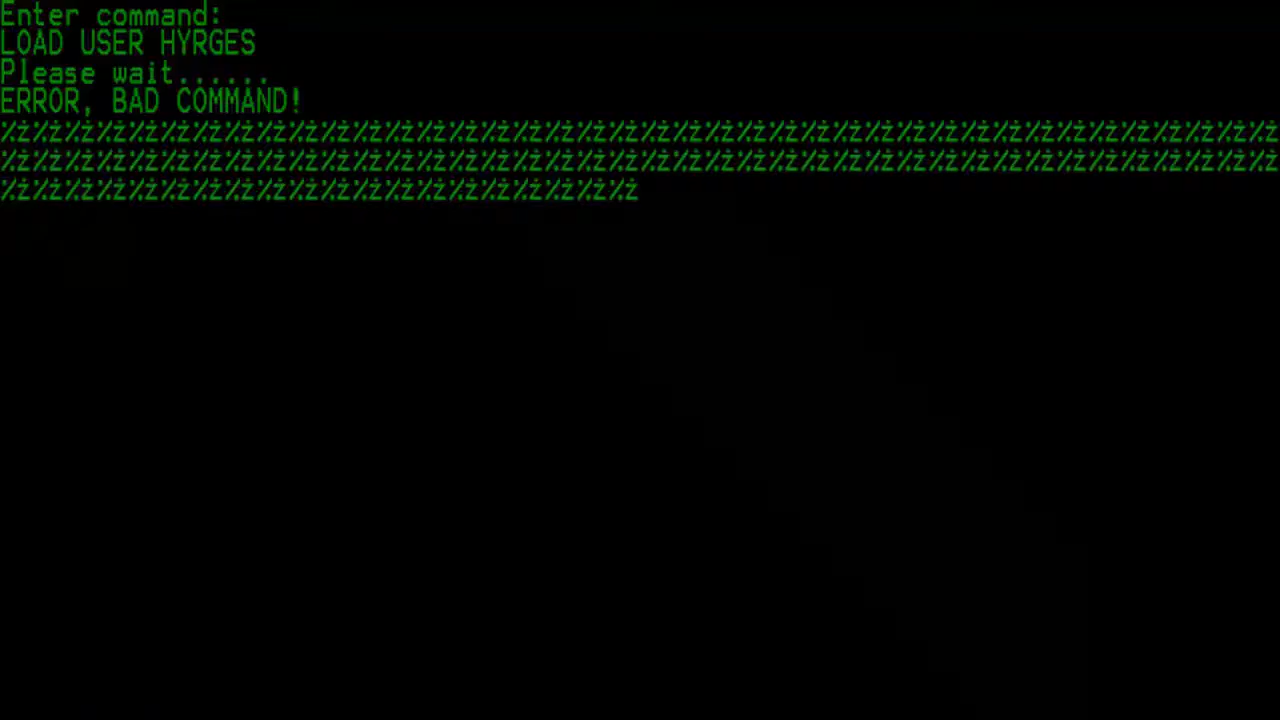 Enter command:
LOAD USER HYRGES
Please wait......
ERROR, BAD COMMAND!
%ż%ż%ż%ż%ż%ż%ż%ż%ż%ż%ż%ż%ż%ż%ż%ż%ż%ż%ż%ż%ż%ż%ż%ż%ż%ż%ż%ż%ż%ż%ż%ż%ż%ż%ż%ż%ż%ż%ż%ż
%ż%ż%ż%ż%ż%ż%ż%ż%ż%ż%ż%ż%ż%ż%ż%ż%ż%ż%ż%ż%ż%ż%ż%ż%ż%ż%ż%ż%ż%ż%ż%ż%ż%ż%ż%ż%ż%ż%ż%ż
%ż%ż%ż%ż%ż%ż%ż%ż%ż%ż%ż%ż%ż%ż%ż%ż%ż%ż%ż%ż